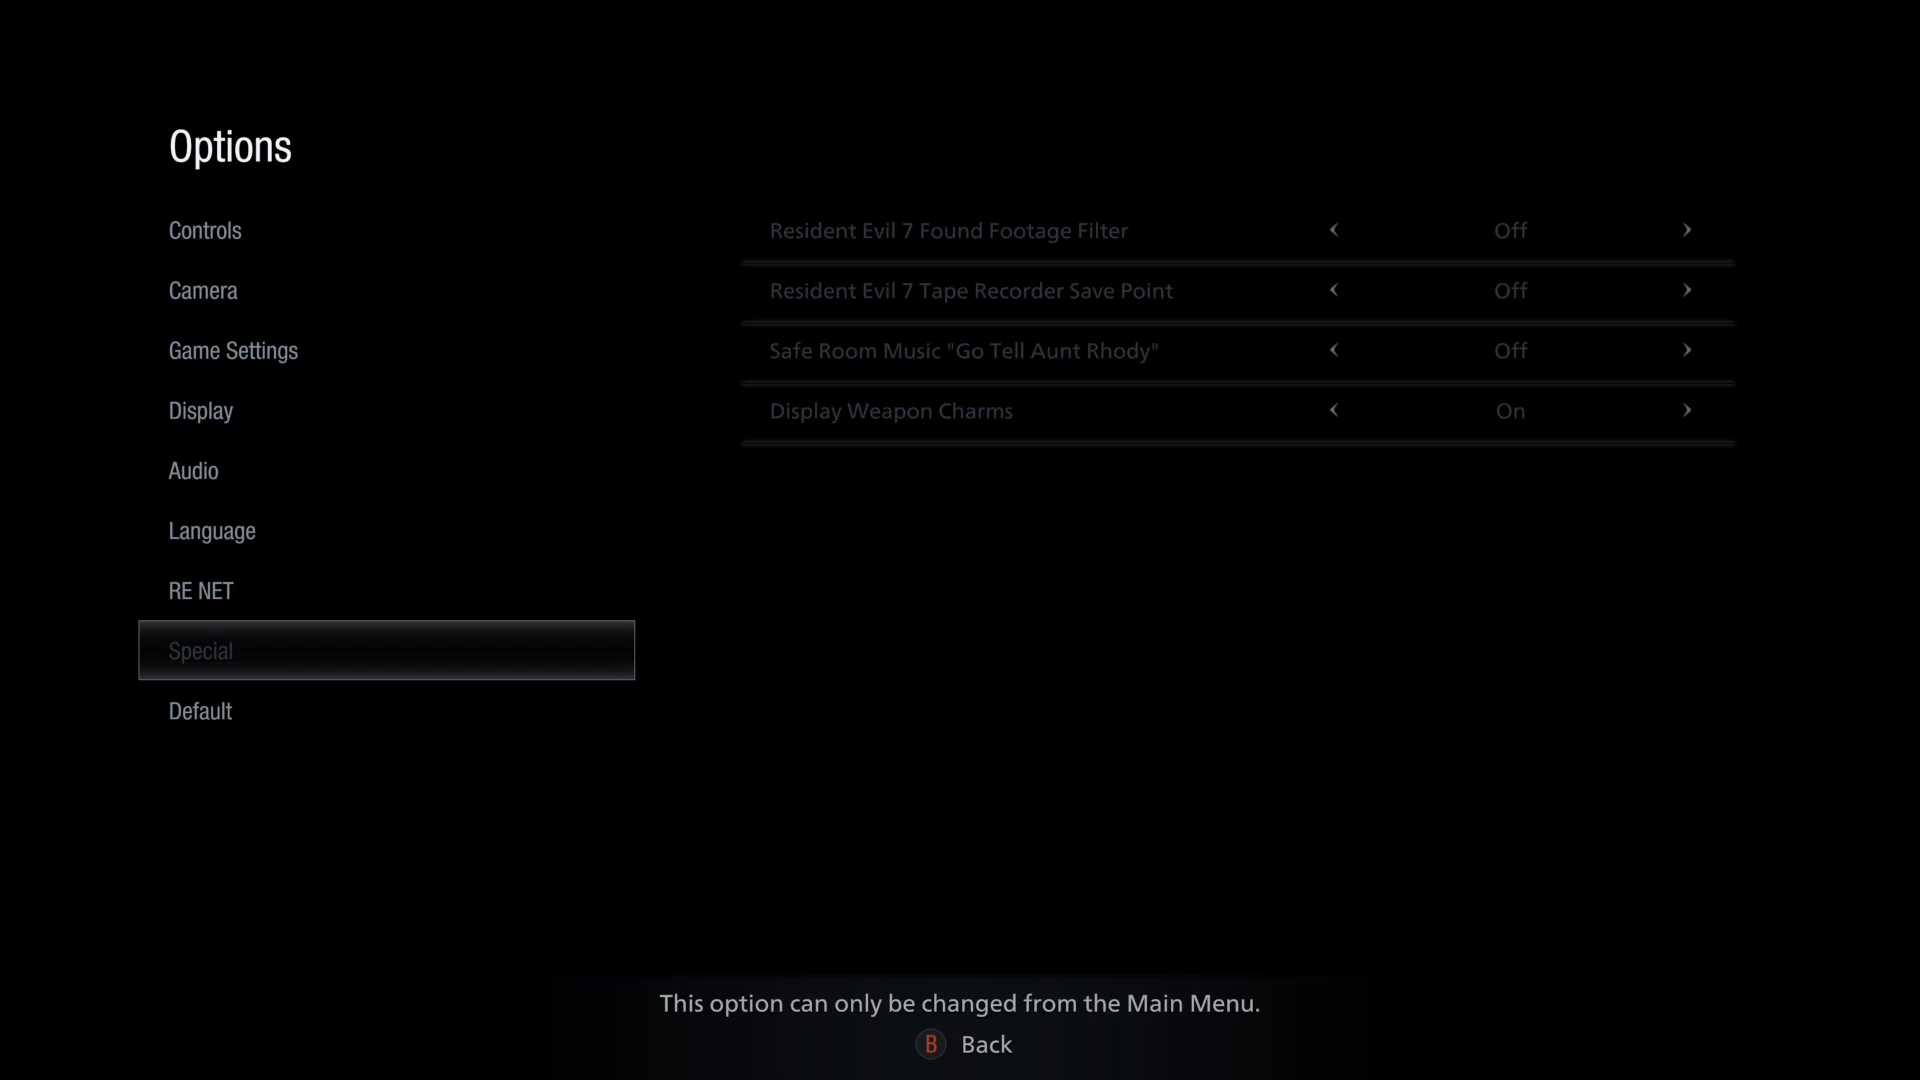 Options
Controls
Camera
Game Settings
Display
Audio
Language
RE NET
Special
Default
Resident Evil 7 Found Footage Filter Off
Resident Evil 7 Tape Recorder Save Point Off
Safe Room Music "Go Tell Aunt Rhody" Off
Display Weapon Charms On
This option can only be changed from the Main Menu.
B Back